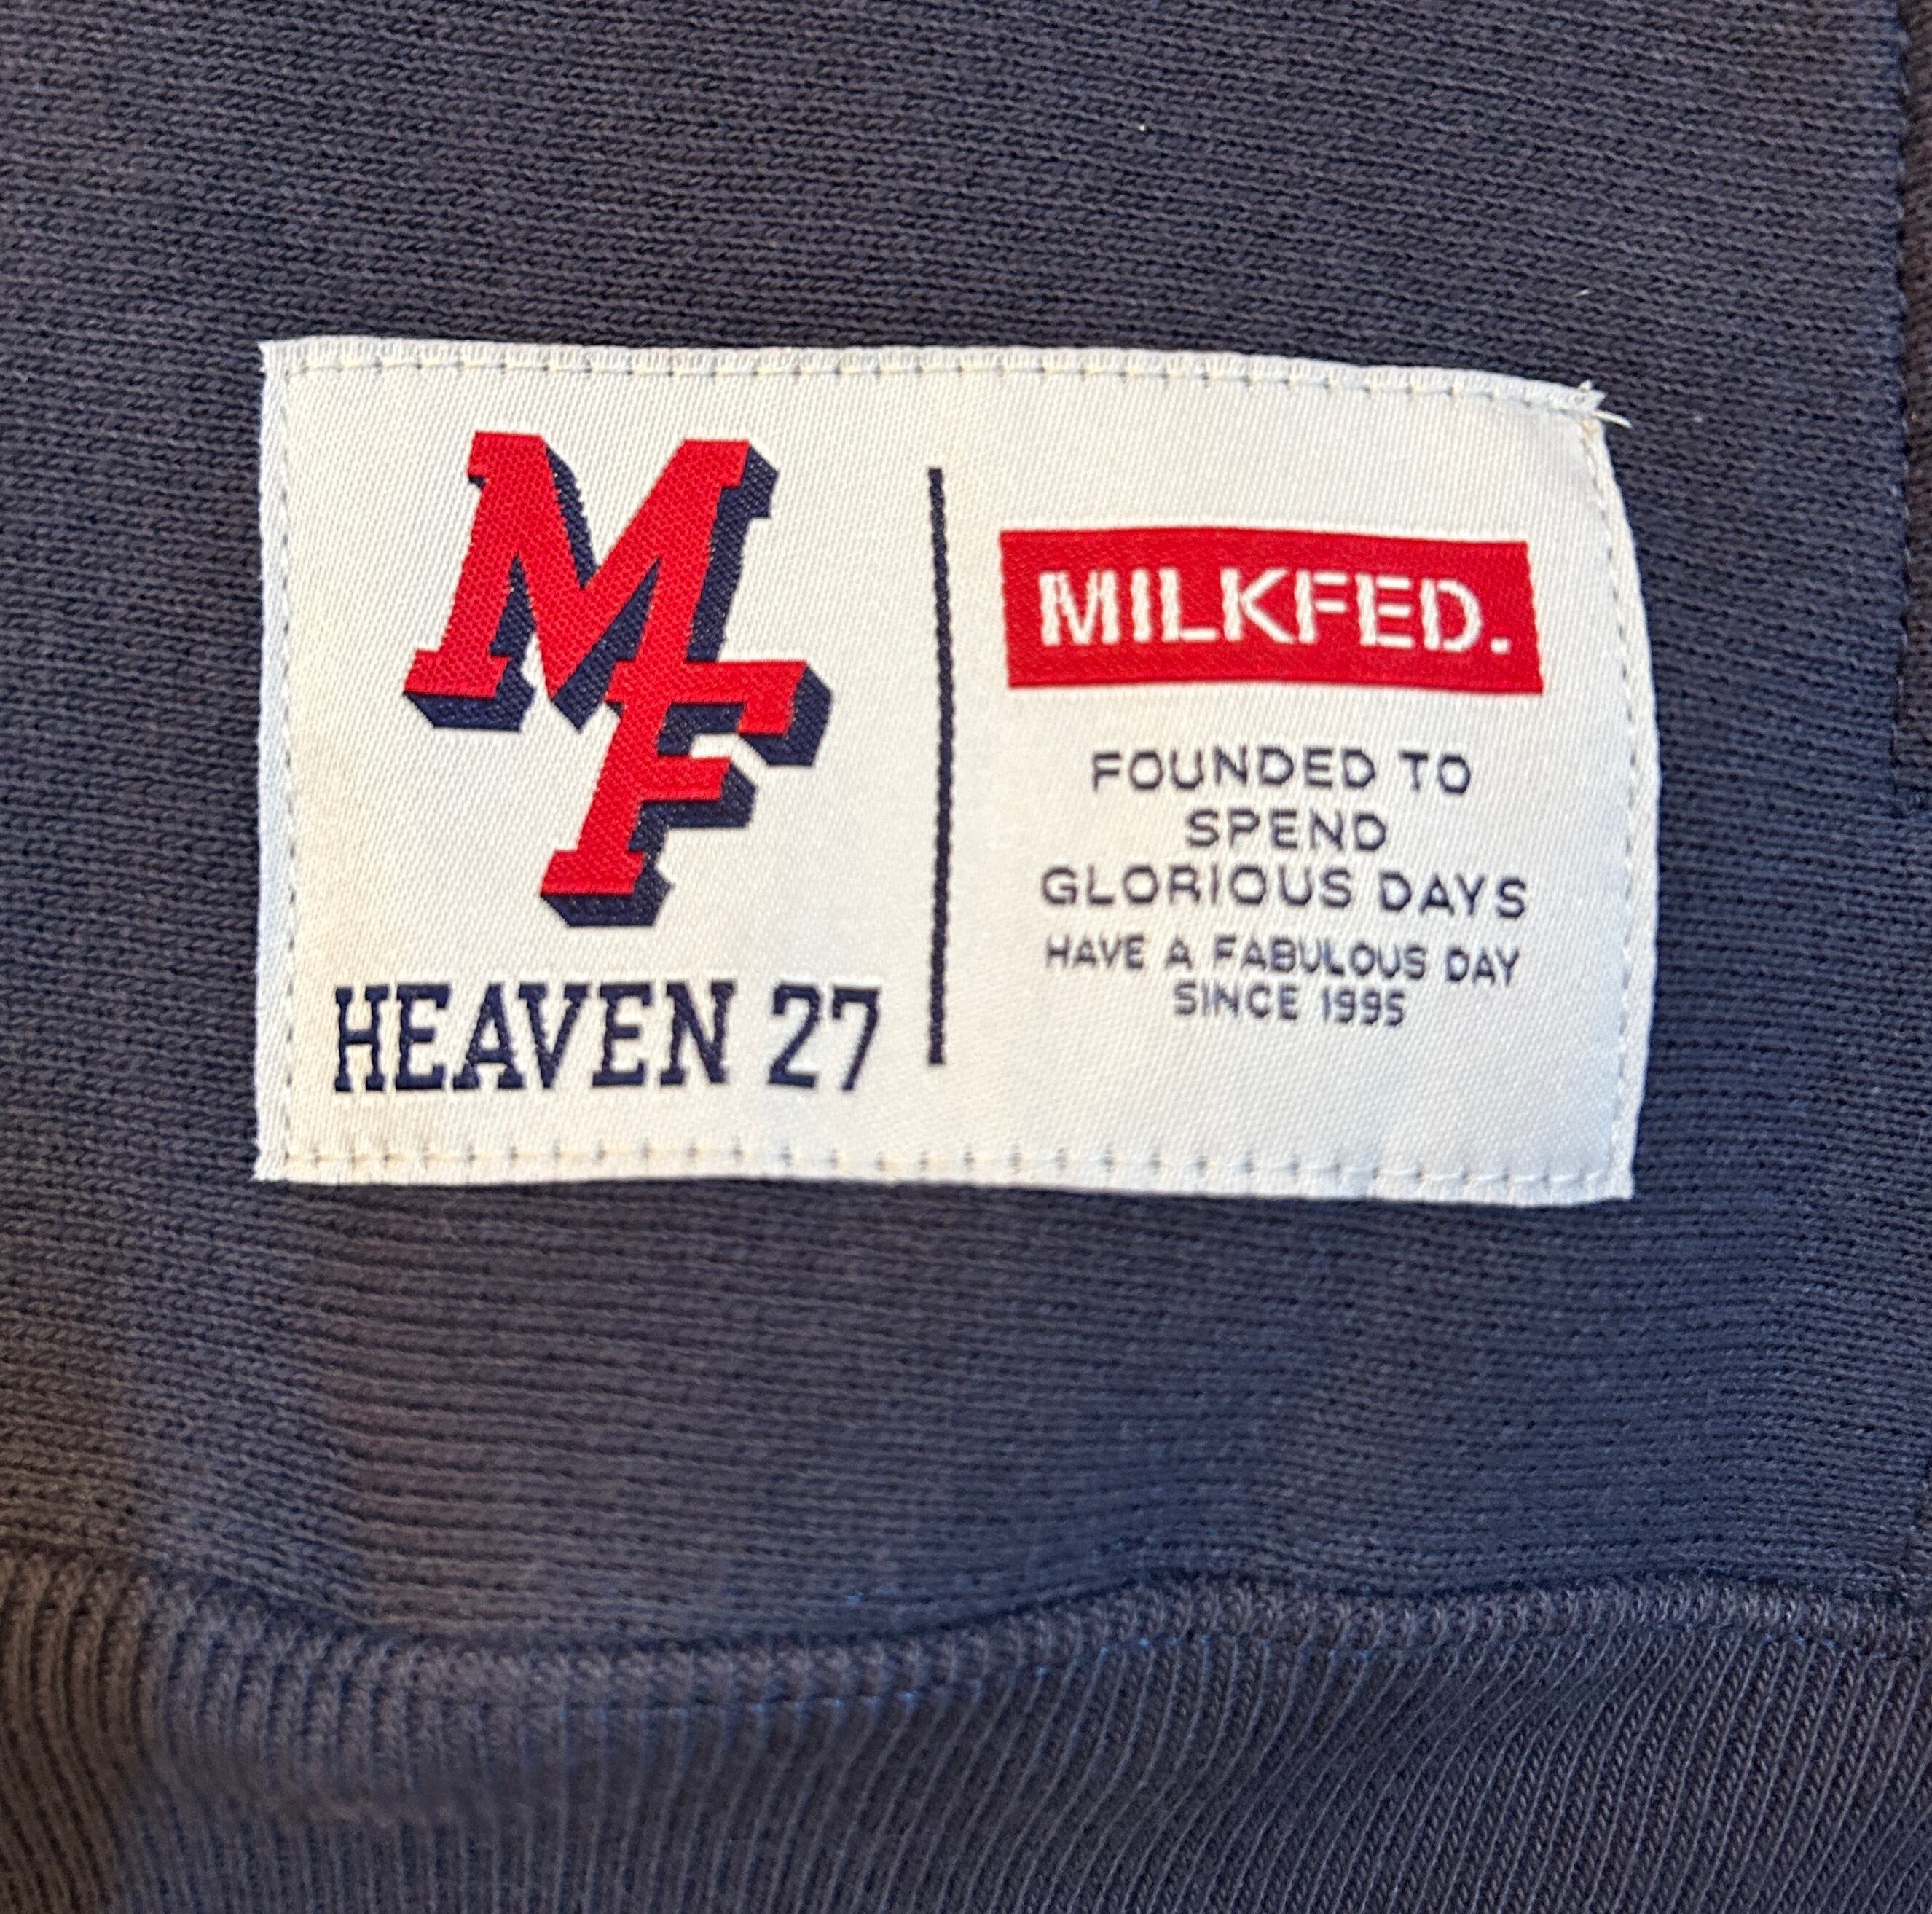 MF
HEAVEN 27
MILKFED.
FOUNDED TO
SPEND
GLORIOUS DAYS
HAVE A FABULOUS DAY
SINCE 1995